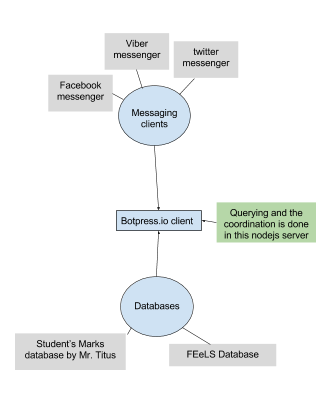 Viber
messenger
twitter
messenger
Facebook
messenger
Messaging
clients
Botpress.io client
Querying and the
coordination is done
in this nodejs server
Databases
Student's Marks
database by Mr. Titus
FEeLS Database